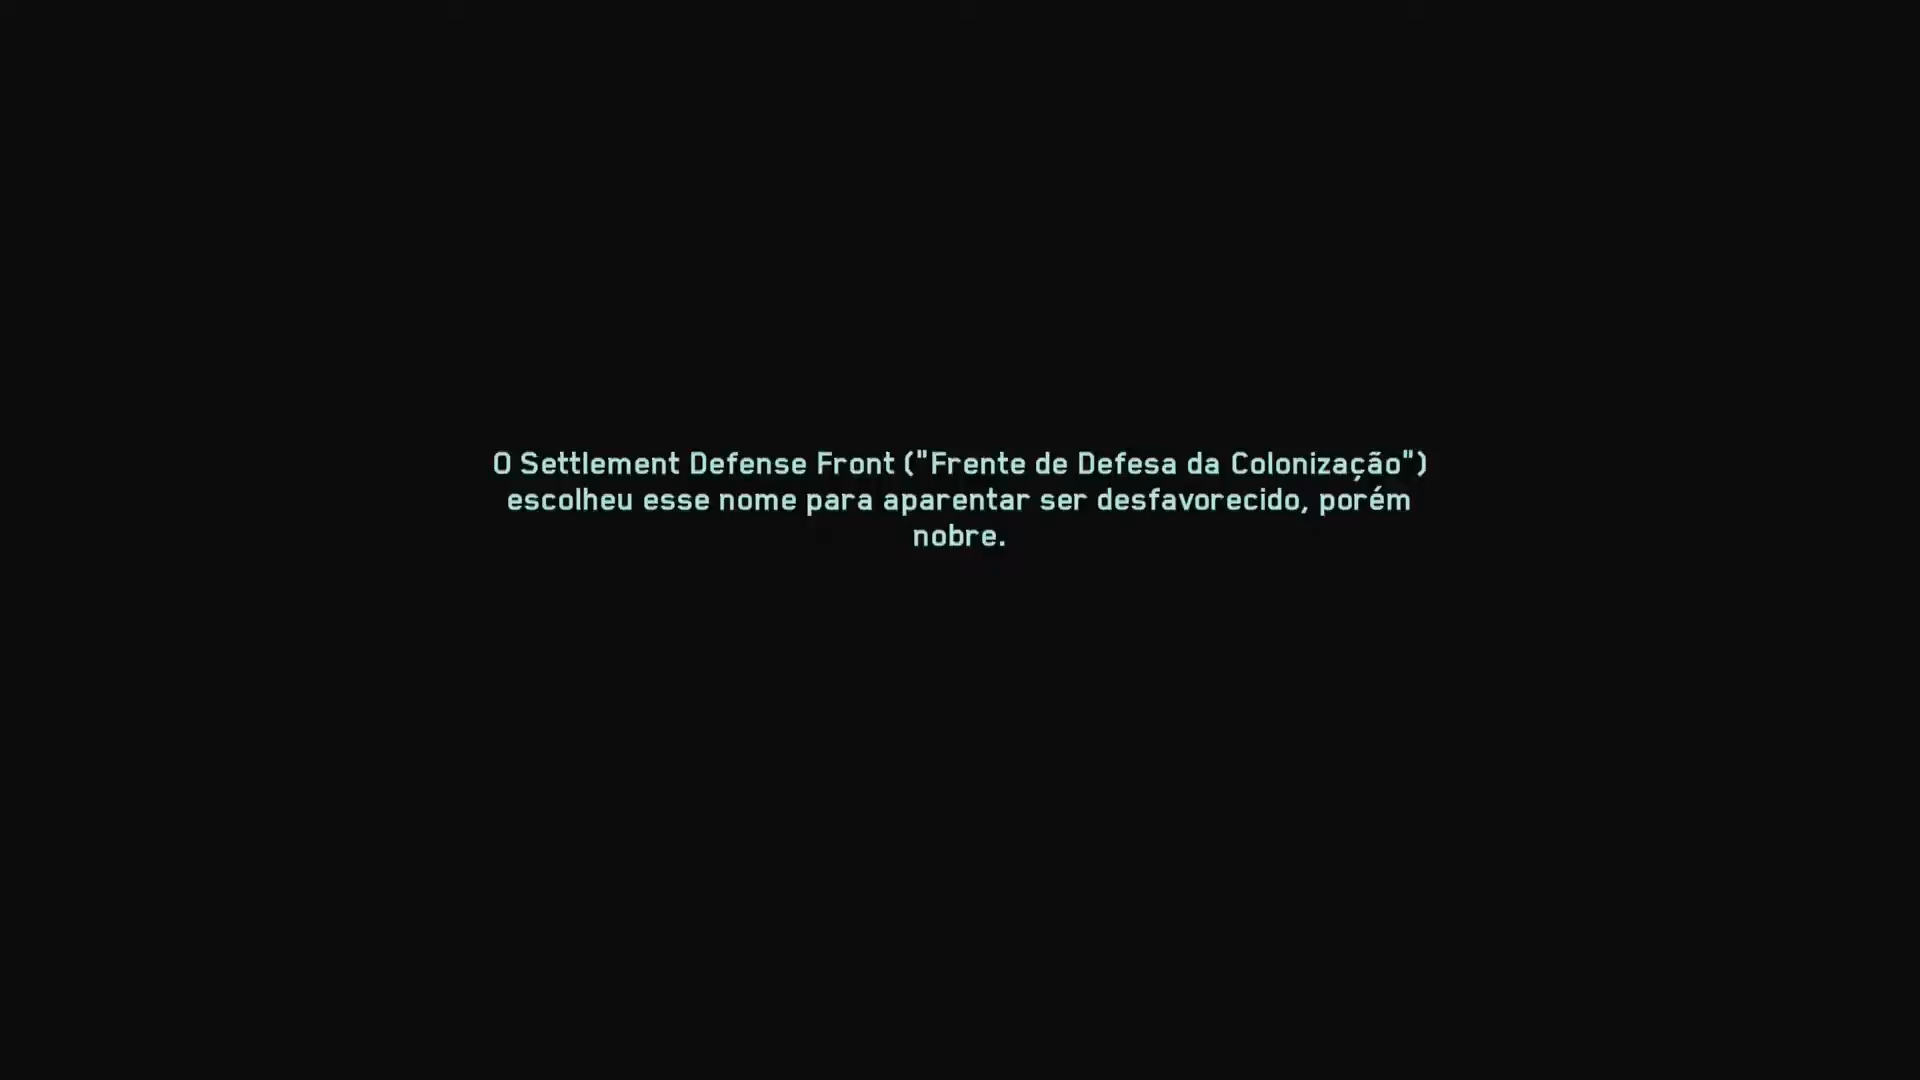 O Settlement Defense Front ("Frente de Defesa da Colonização")
escolheu esse nome para aparentar ser desfavorecido, porém
nobre.